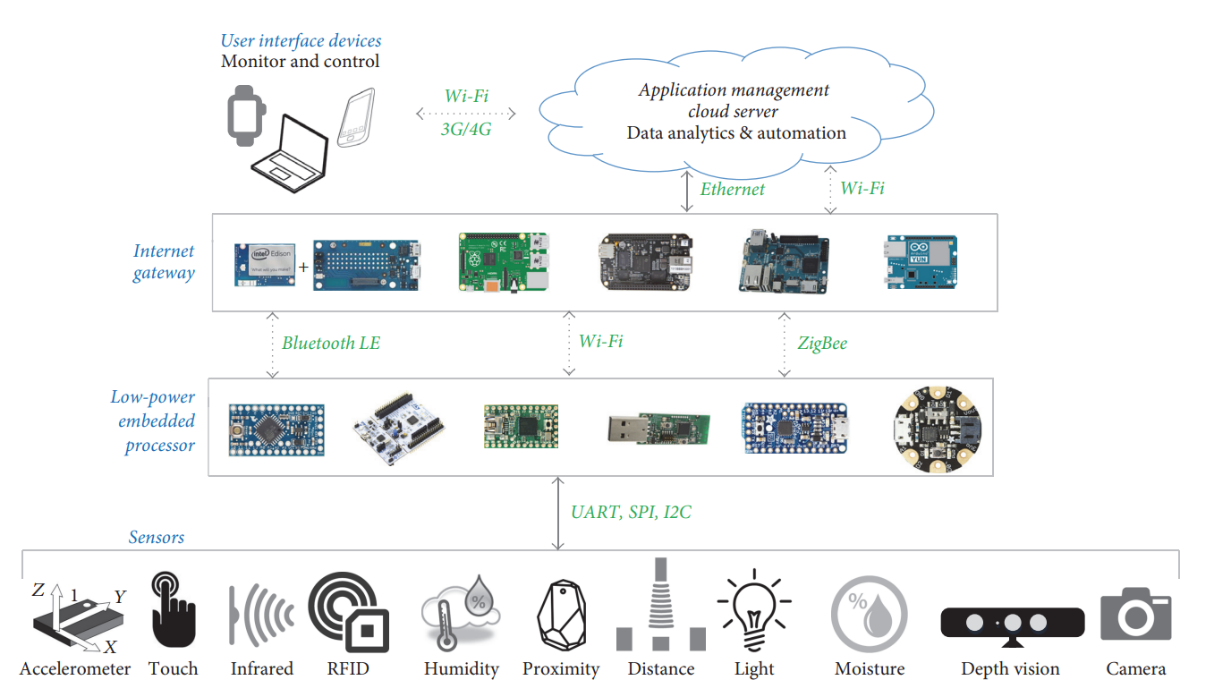 User interface devices
Monitor and control
Wi-Fi
3G/4G
Application management
cloud server
Data analytics & automation
Ethernet
Wi-Fi
Internet
gateway
Edison
+
Bluetooth LE
Wi-Fi
ZigBee
Low-power
embedded
processor
UART, SPI, I2C
Sensors
Z
1
Y
X
%
%
Accelerometer Touch Infrared RFID Humidity Proximity Distance Light Moisture Depth vision Camera